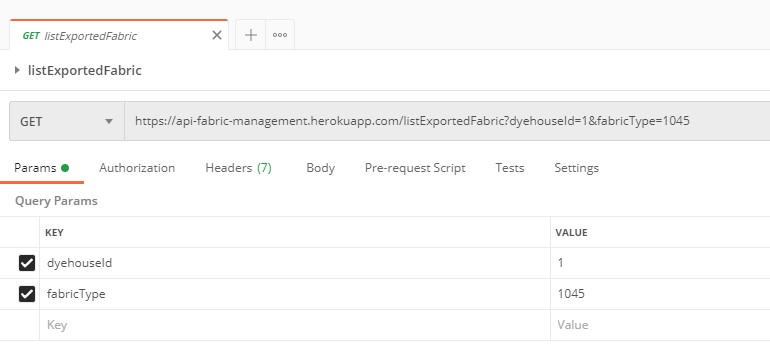 GET listExportedFabric
listExportedFabric
GET https://api-fabric-management.herokuapp.com/listExportedFabric?dyehouseId=1&fabricType=1045
Params Authorization Headers (7) Body Pre-request Script Tests Settings
Query Params
KEY VALUE
dyehouseId 1
fabricType 1045
Key Value